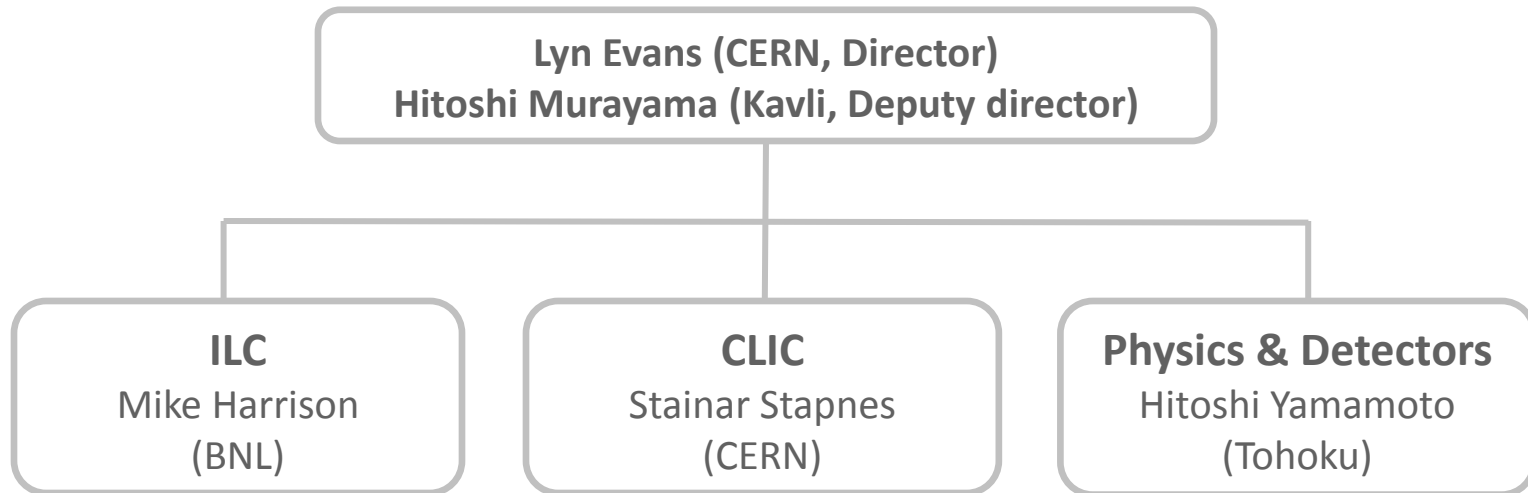 Lyn Evans (CERN, Director)
Hitoshi Murayama (Kavli, Deputy director)
ILC
Mike Harrison
(BNL)
CLIC
Stainar Stapnes
(CERN)
Physics & Detectors
Hitoshi Yamamoto
(Tohoku)